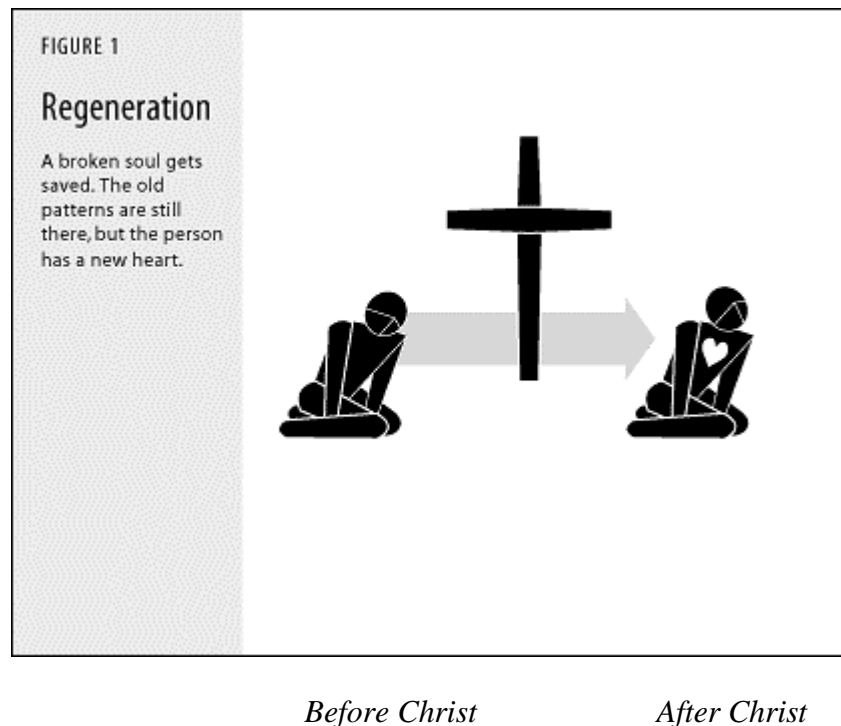 FIGURE 1
Regeneration
A broken soul gets
saved. The old
patterns are still
there, but the person
has a new heart.
Before Christ After Christ